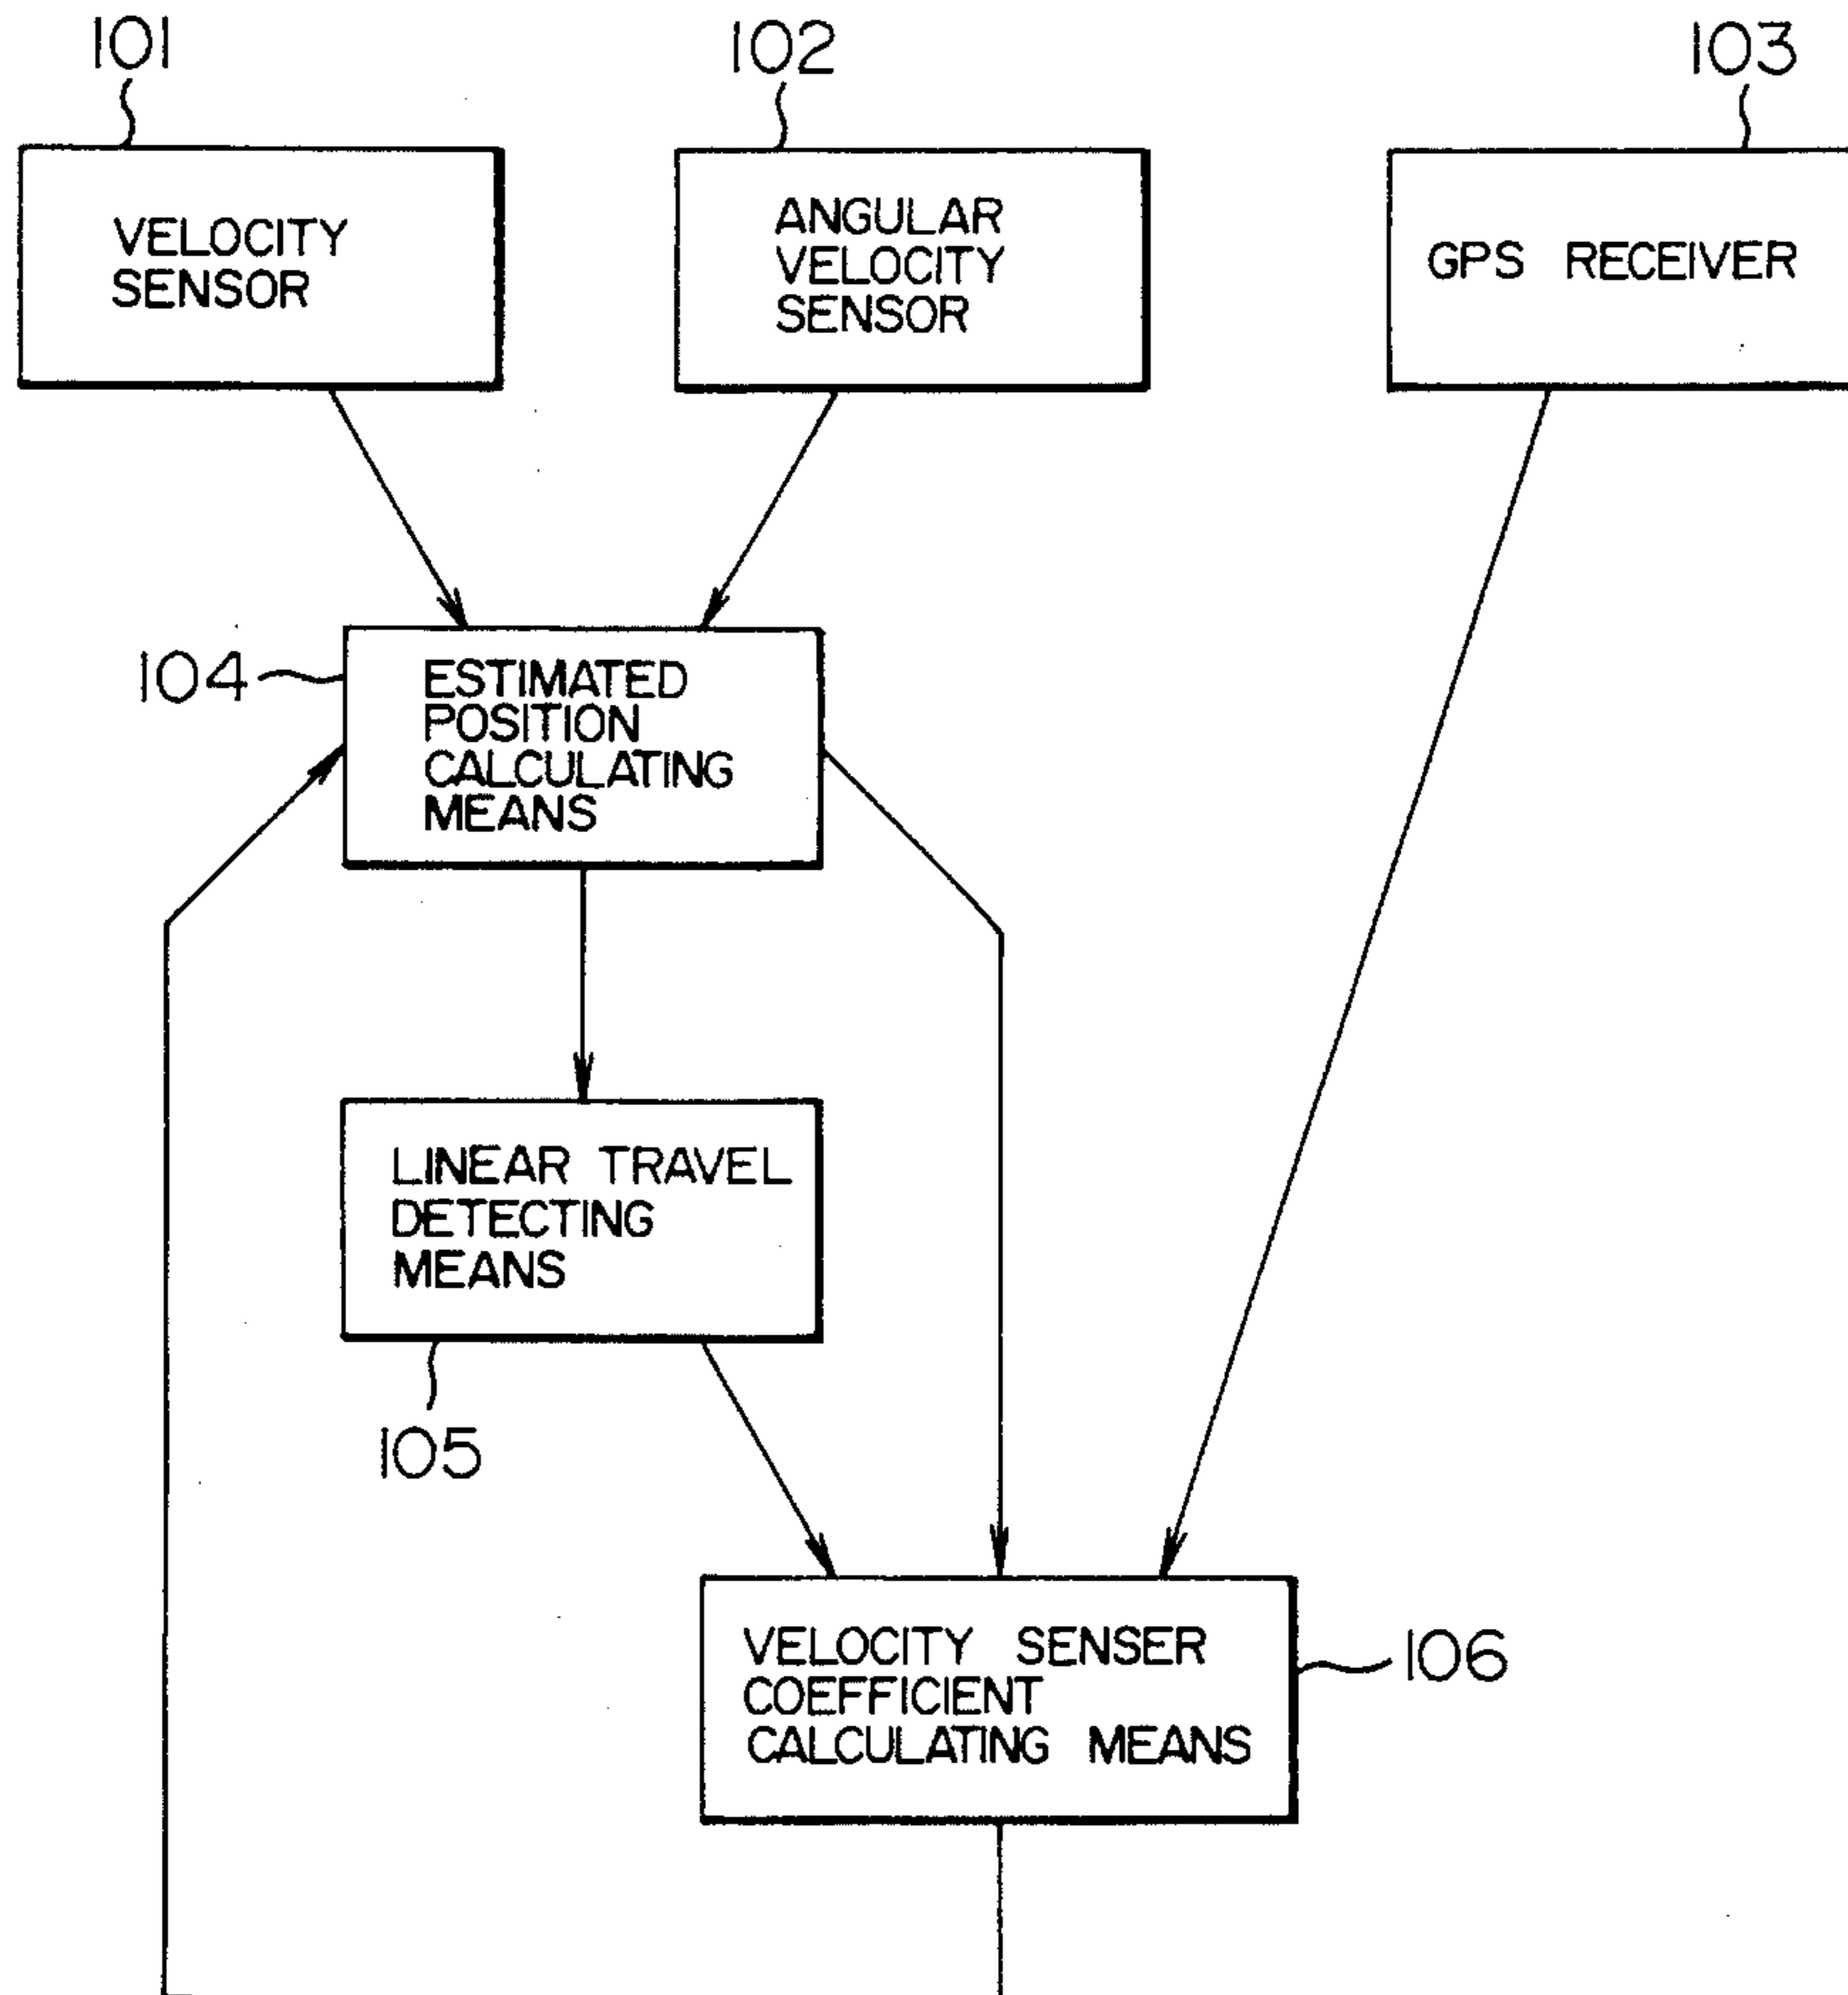 101
102
103
VELOCITY
SENSOR
ANGULAR
VELOCITY
SENSOR
GPS RECEIVER
104
ESTIMATED
POSITION
CALCULATING
MEANS
LINEAR TRAVEL
DETECTING
MEANS
105
VELOCITY SENSER
COEFFICIENT
CALCULATING MEANS
106